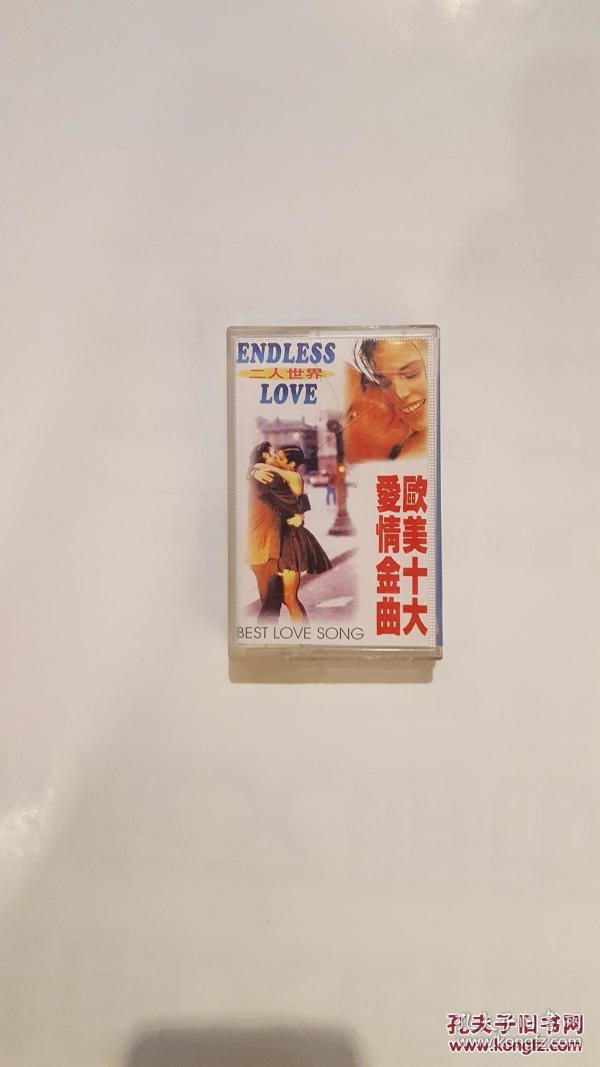 ENDLESS
二人世界
LOVE
歐美十大
愛情金曲
BEST LOVE SONG
孔夫子旧书网
www.kongfz.com